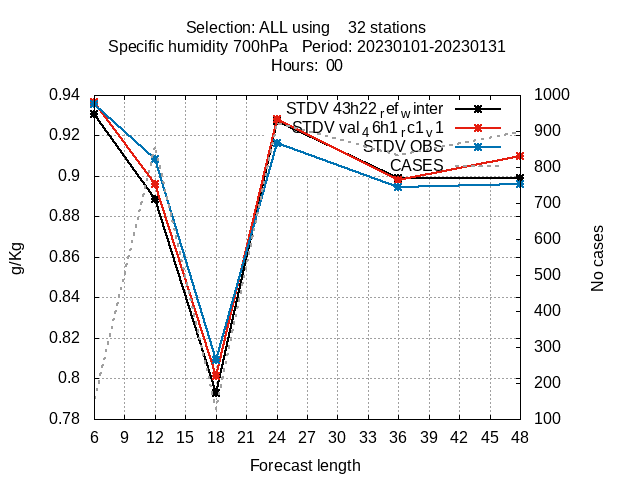 Selection: ALL using 32 stations
Specific humidity 700hPa Period: 20230101-20230131
Hours: 00
0.94
0.92
0.9
0.88
0.86
0.84
0.82
0.8
0.78
g/Kg
STDV 43h22ref winter
STDV val46h1rc1v1
STDV OBS
CASES
1000
900
800
700
600
500
400
300
200
100
No cases
6 9 12 15 18 21 24 27 30 33 36 39 42 45 48
Forecast length